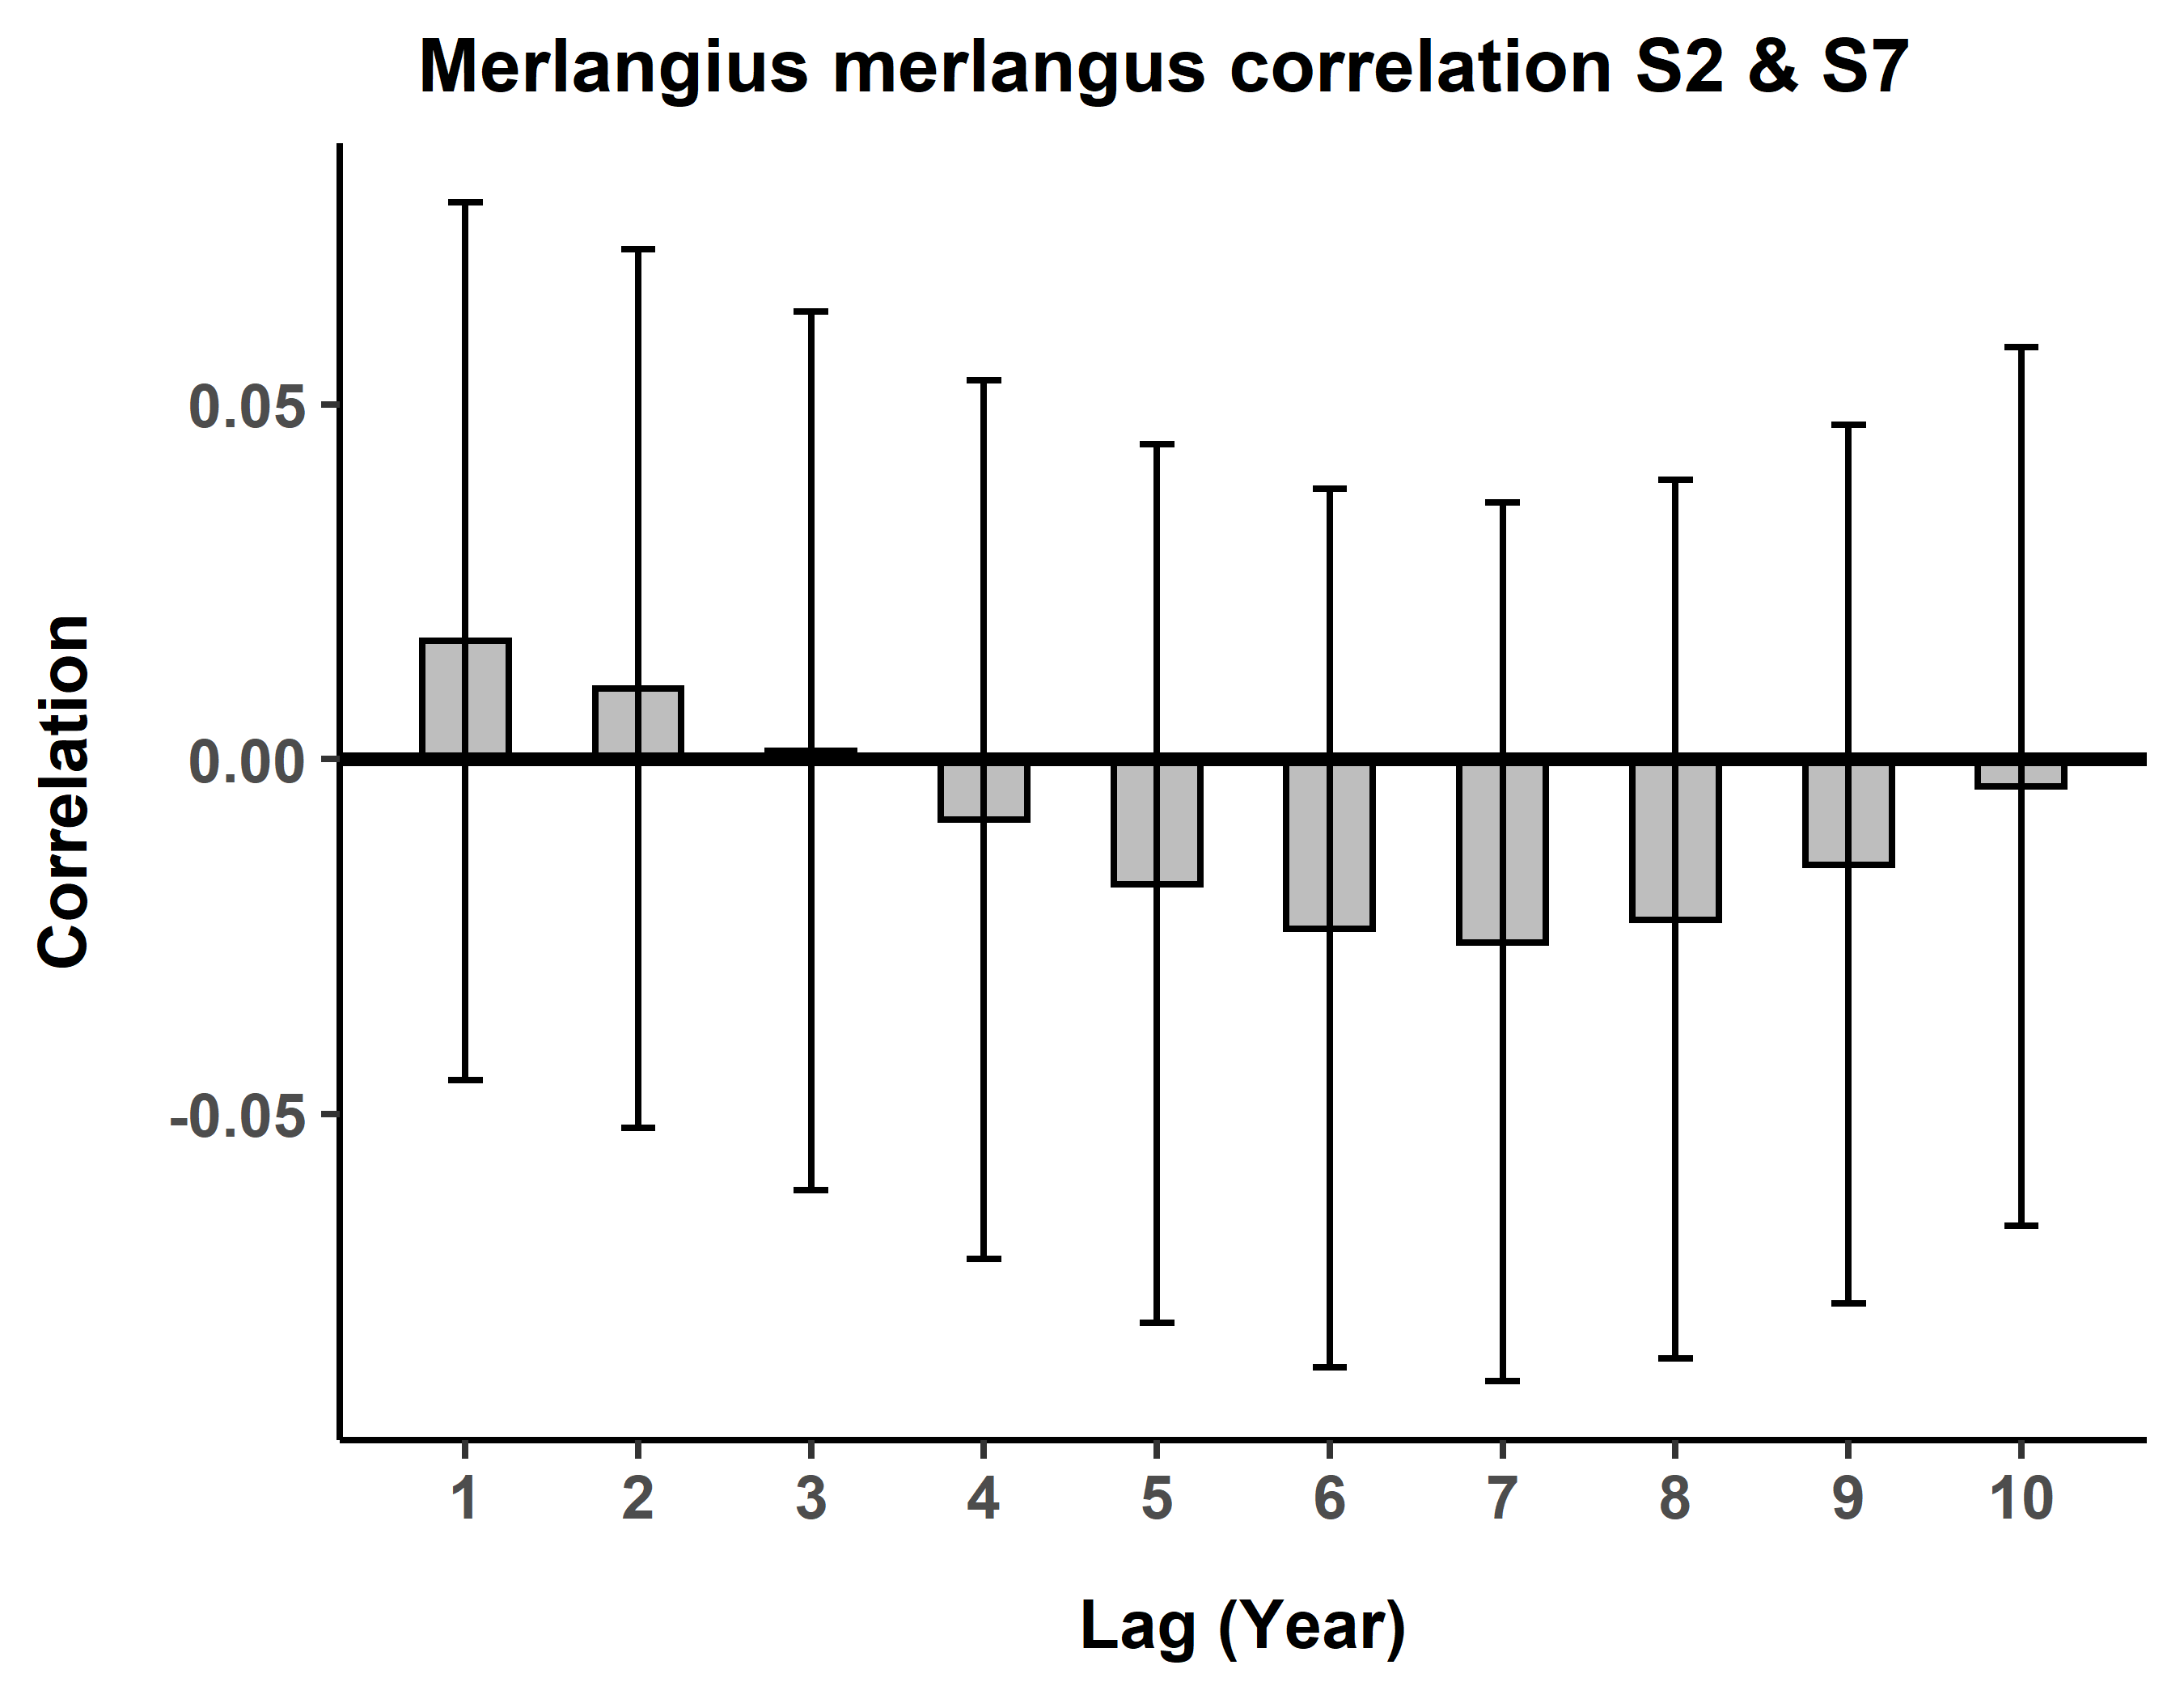 Merlangius merlangus correlation S2 & S7
Correlation
0.05
0.00
-0.05
1 2 3 4 5 6 7 8 9 10
Lag (Year)